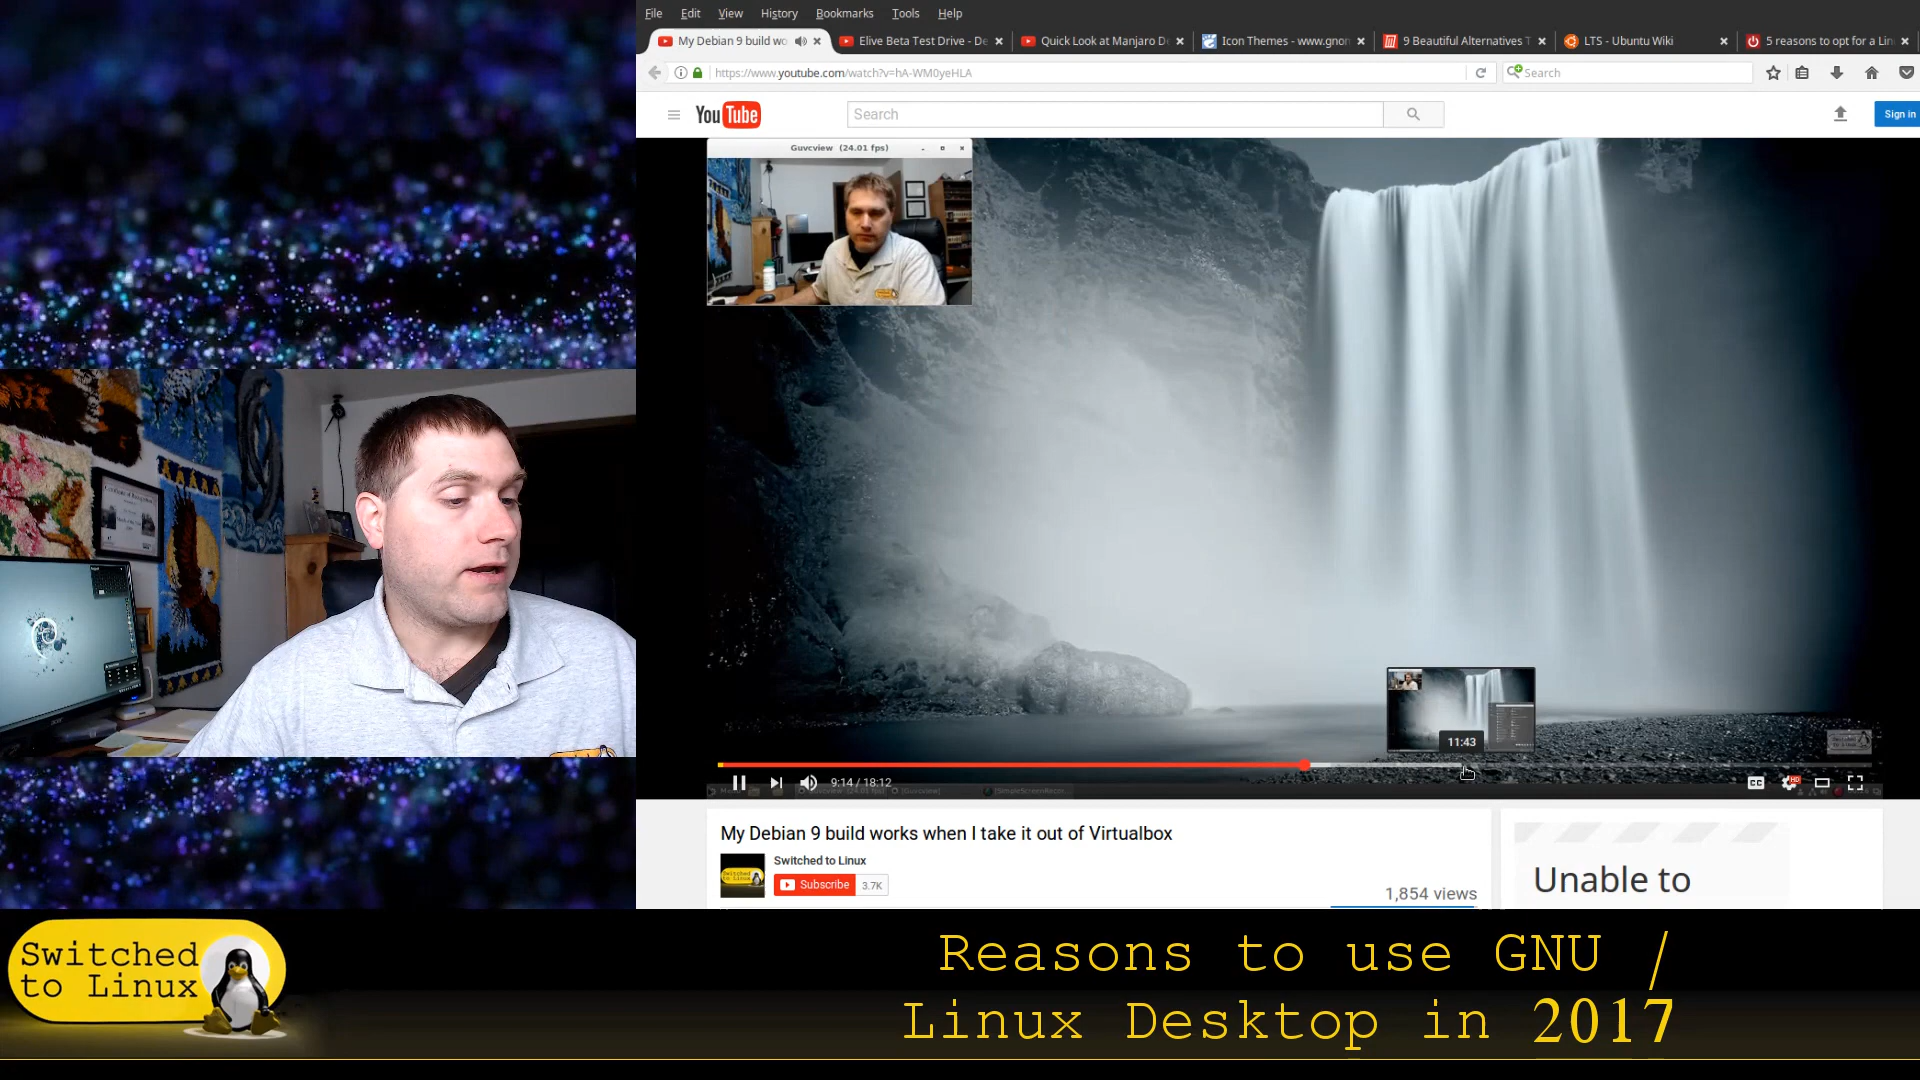 File Edit View History Bookmarks Tools Help
My Debian 9 build wo
Elive Beta Test Drive - De
Quick Look at Manjaro D
Icon Themes - www.gnon
9 Beautiful Alternatives T
LTS - Ubuntu Wiki
5 reasons to opt for a Lin
https://www.youtube.com/watch?v=hA-WM0yeHLA
Search
YouTube
Search
Sign in
Guvcview (24.01 fps)
11:43
9:14 / 18:12
CC
HD
My Debian 9 build works when I take it out of Virtualbox
Switched to Linux
Subscribe 3.7K
1,854 views
Unable to
Switched
to Linux
Reasons to use GNU /
Linux Desktop in 2017